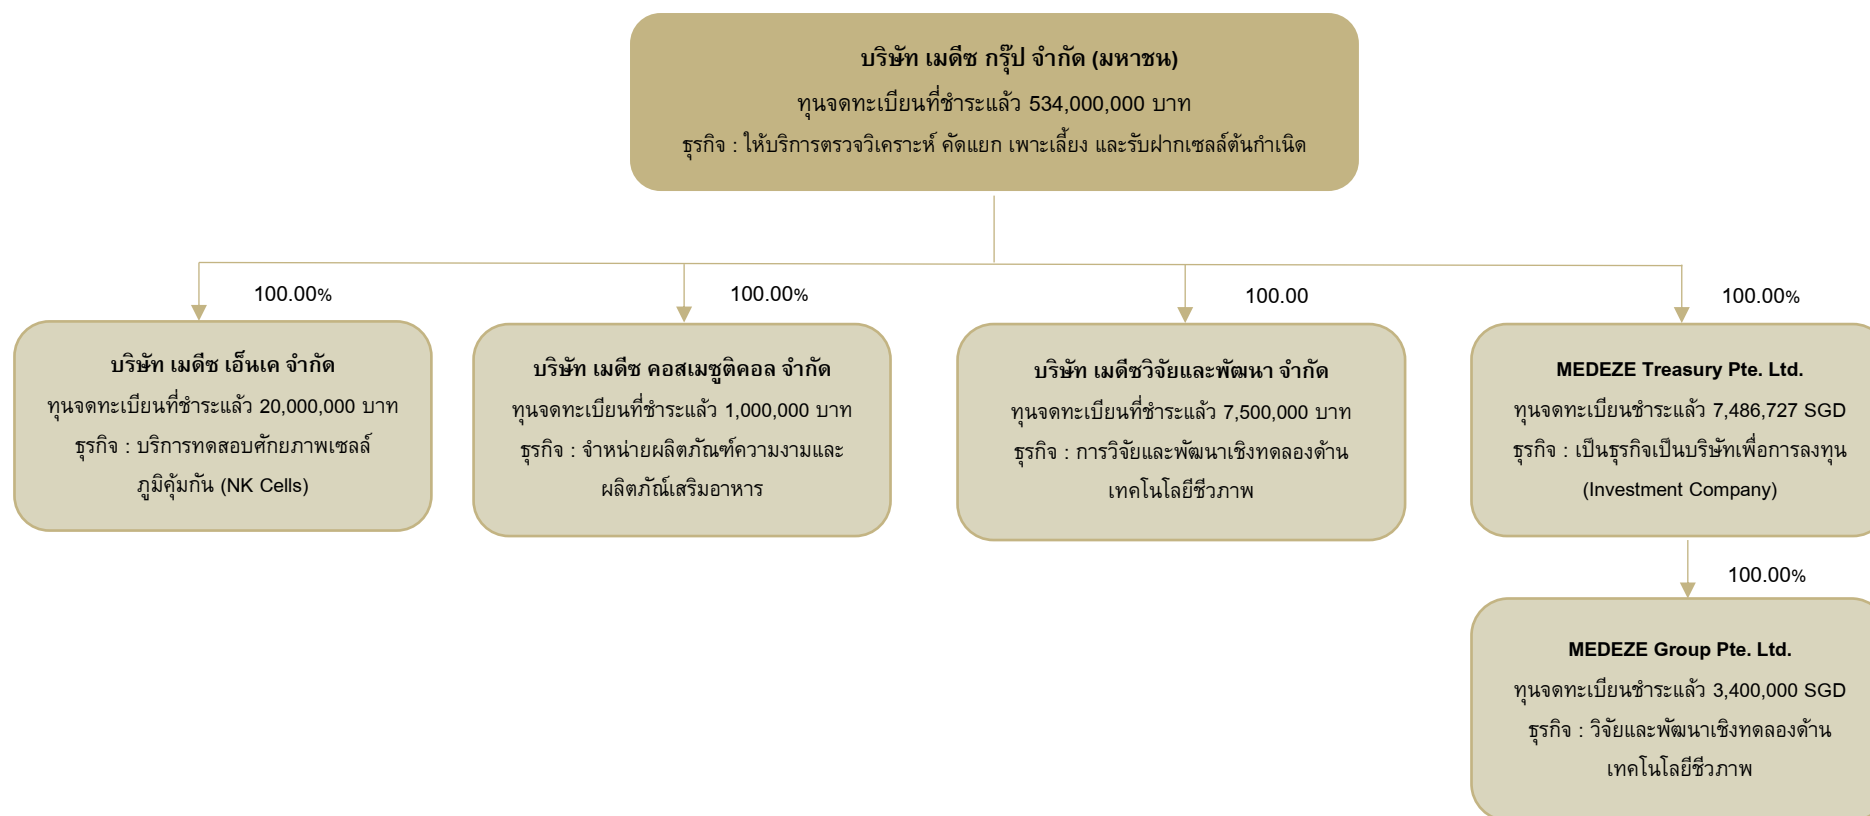 บริษัท เมดีซ กรุ๊ป จำกัด (มหาชน)
ทุนจดทะเบียนที่ชำระแล้ว 534,000,000 บาท
ธุรกิจ : ให้บริการตรวจวิเคราะห์ คัดแยก เพาะเลี้ยง และรับฝากเซลล์ต้นกำเนิด
100.00%
100.00%
100.00
100.00%
บริษัท เมดีซ เอ็นเค จำกัด
ทุนจดทะเบียนที่ชำระแล้ว 20,000,000 บาท
ธุรกิจ : บริการทดสอบศักยภาพเซลล์
ภูมิคุ้มกัน (NK Cells)
บริษัท เมดีซ คอสเมซูติคอล จำกัด
ทุนจดทะเบียนที่ชำระแล้ว 1,000,000 บาท
ธุรกิจ : จำหน่ายผลิตภัณฑ์ความงามและ
ผลิตภัณ์เสริมอาหาร
บริษัท เมดีซวิจัยและพัฒนา จำกัด
ทุนจดทะเบียนที่ชำระแล้ว 7,500,000 บาท
ธุรกิจ : การวิจัยและพัฒนาเชิงทดลองด้าน
เทคโนโลยีชีวภาพ
MEDEZE Treasury Pte. Ltd.
ทุนจดทะเบียนชำระแล้ว 7,486,727 SGD
ธุรกิจ : เป็นธุรกิจเป็นบริษัทเพื่อการลงทุน
(Investment Company)
100.00%
MEDEZE Group Pte. Ltd.
ทุนจดทะเบียนชำระแล้ว 3,400,000 SGD
ธุรกิจ : วิจัยและพัฒนาเชิงทดลองด้าน
เทคโนโลยีชีวภาพ